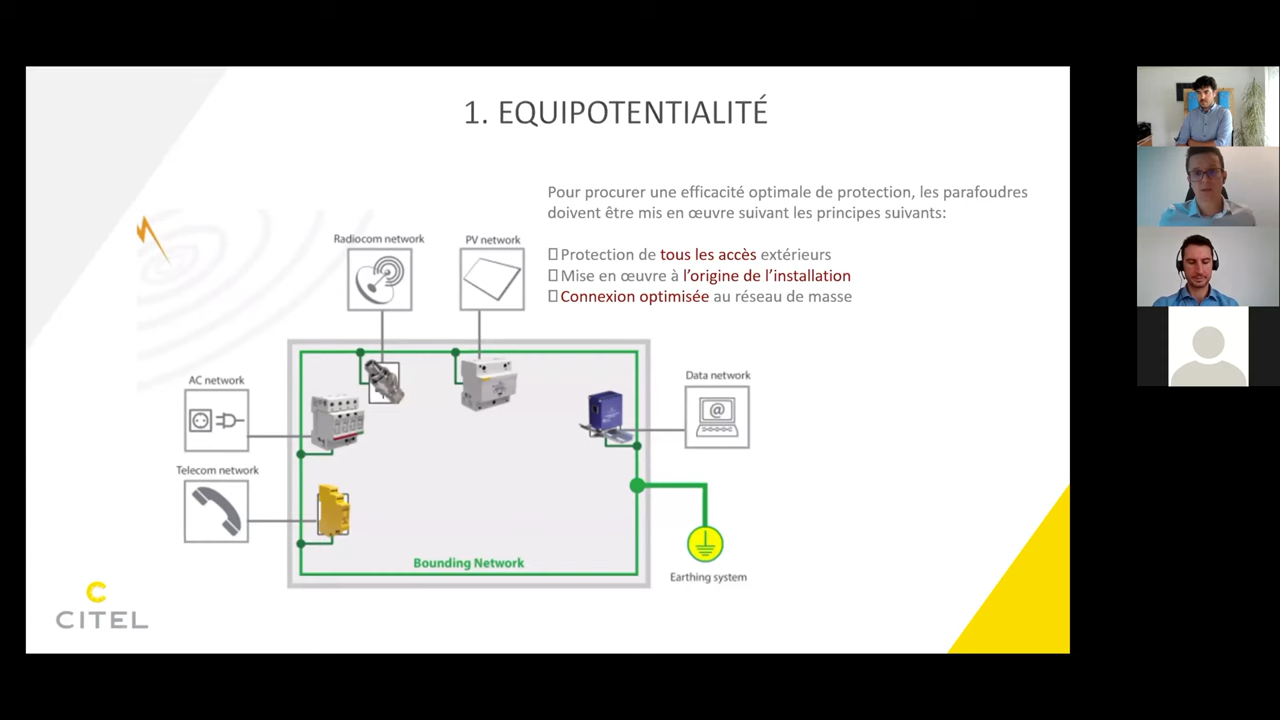 1. EQUIPOTENTIALITÉ
Pour procurer une efficacité optimale de protection, les parafoudres
doivent être mis en œuvre suivant les principes suivants:
Protection de tous les accès extérieurs
Mise en œuvre à l'origine de l'installation
Connexion optimisée au réseau de masse
Radiocom network
PV network
AC network
Data network
@
Telecom network
Bounding Network
Earthing system
C
CITEL